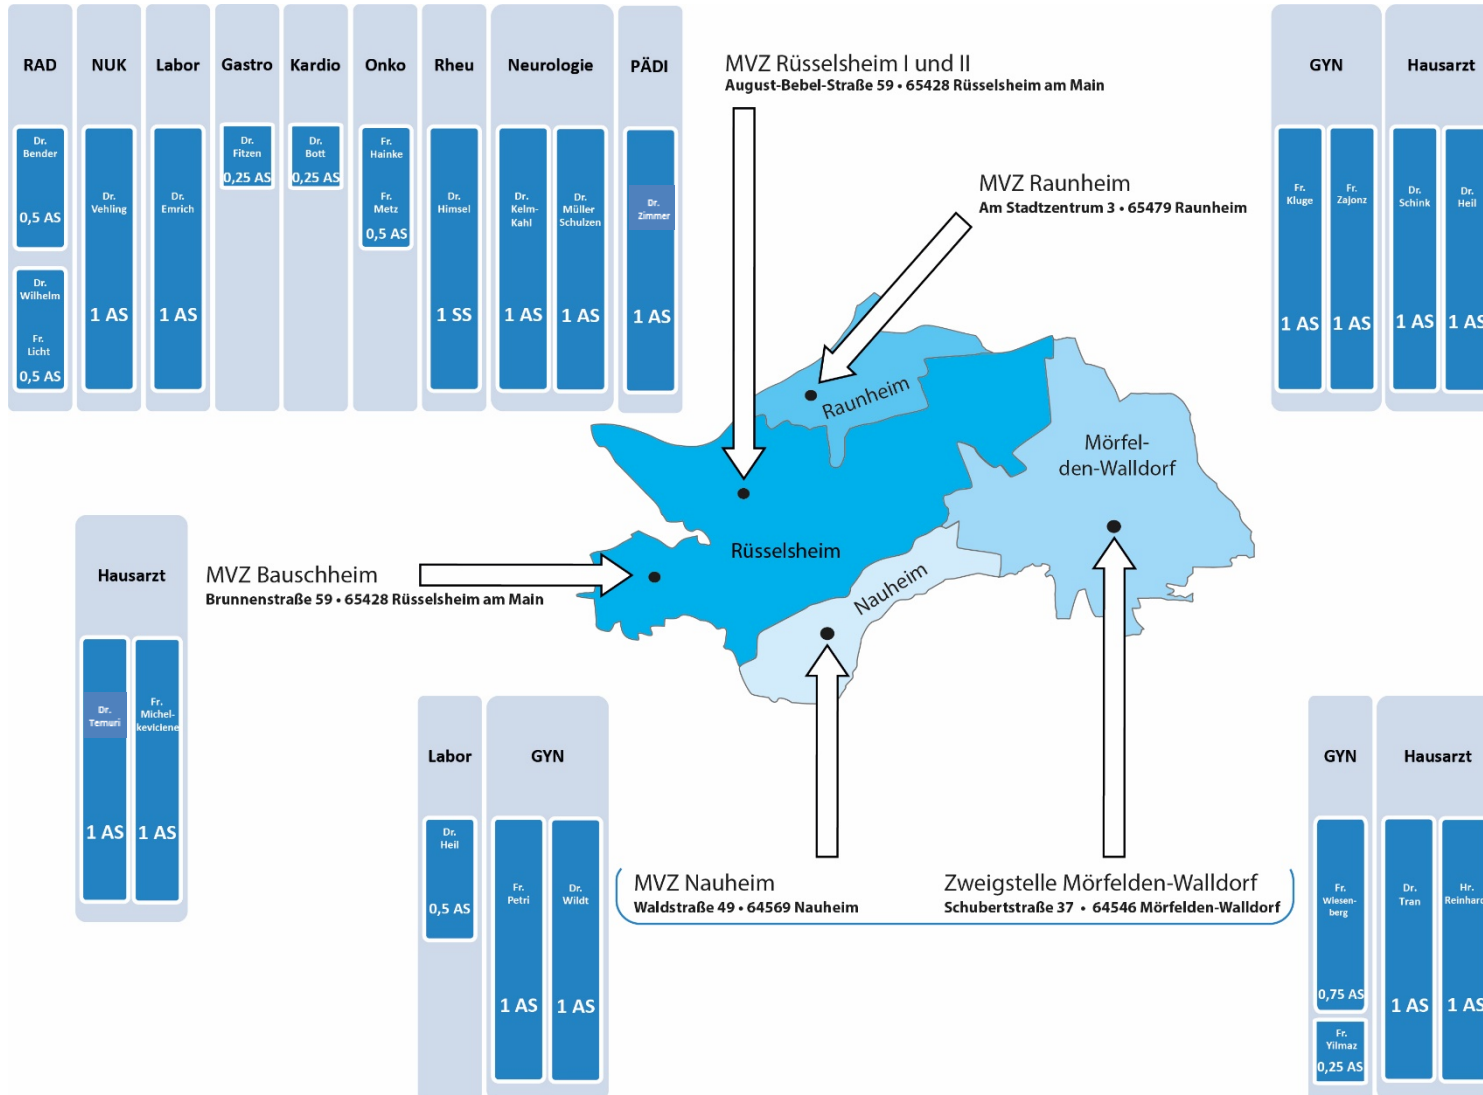 RAD
NUK
Labor
Gastro
Kardio
Onko
Rheu
Neurologie
PÄDI
Dr.
Bender
0,5 AS
Dr.
Wilhelm
Fr.
Licht
0,5 AS
Dr.
Vehling
1 AS
Dr.
Emrich
1 AS
Dr.
Fitzen
0,25 AS
Dr.
Bott
0,25 AS
Fr.
Hainke
Fr.
Metz
0,5 AS
Dr.
Himsel
1 SS
Dr.
Kelm-
Kahl
1 AS
Dr.
Müller
Schulzen
1 AS
Dr.
Zimmer
1 AS
MVZ Rüsselsheim I und II
August-Bebel-Straße 59 • 65428 Rüsselsheim am Main
MVZ Raunheim
Am Stadtzentrum 3 • 65479 Raunheim
GYN
Hausarzt
Fr.
Kluge
1 AS
Fr.
Zajonz
1 AS
Dr.
Schink
1 AS
Dr.
Heil
1 AS
Raunheim
Mörfel-
den-Walldorf
Rüsselsheim
Nauheim
Hausarzt
Dr.
Temuri
1 AS
Fr.
Michel-
keviciene
1 AS
MVZ Bauschheim
Brunnenstraße 59 • 65428 Rüsselsheim am Main
Labor
GYN
Dr.
Heil
0,5 AS
Fr.
Petri
1 AS
Dr.
Wildt
1 AS
MVZ Nauheim
Waldstraße 49 • 64569 Nauheim
Zweigstelle Mörfelden-Walldorf
Schubertstraße 37 • 64546 Mörfelden-Walldorf
GYN
Hausarzt
Fr.
Wiesen-
berg
0,75 AS
Fr.
Yilmaz
0,25 AS
Dr.
Tran
1 AS
Hr.
Reinhard
1 AS